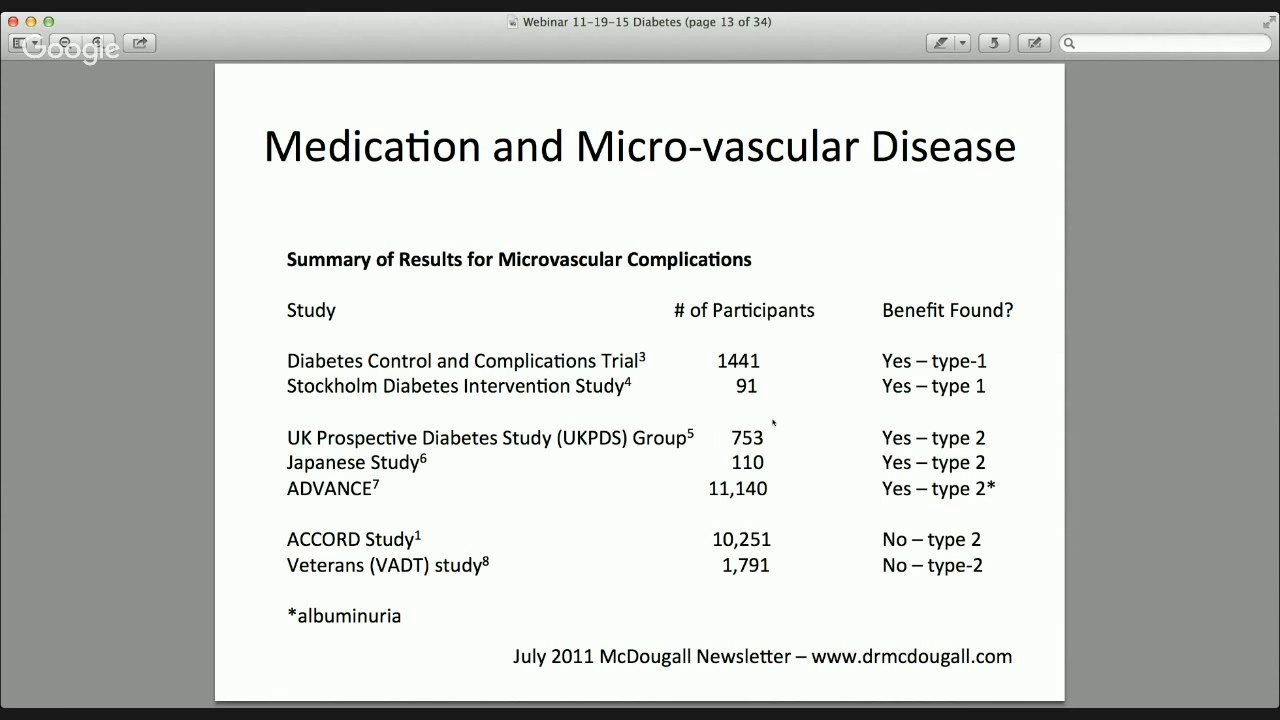 Webinar 11-19-15 Diabetes (page 13 of 34)
Google
Medication and Micro-vascular Disease
Summary of Results for Microvascular Complications
Study # of Participants Benefit Found?
Diabetes Control and Complications Trial³ 1441 Yes – type-1
Stockholm Diabetes Intervention Study⁴ 91 Yes – type 1
UK Prospective Diabetes Study (UKPDS) Group⁵ 753 Yes – type 2
Japanese Study⁶ 110 Yes – type 2
ADVANCE⁷ 11,140 Yes – type 2*
ACCORD Study¹ 10,251 No – type 2
Veterans (VADT) study⁸ 1,791 No – type-2
*albuminuria
July 2011 McDougall Newsletter – www.drmcdougall.com